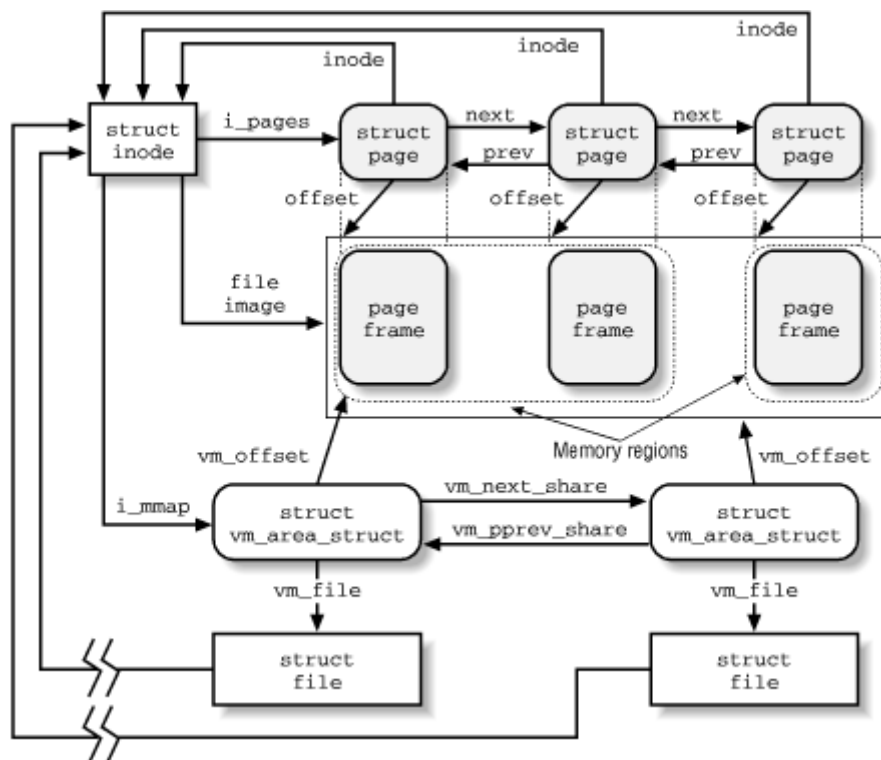 inode
inode
inode
struct
inode
i_pages
struct
page
next
prev
struct
page
next
prev
struct
page
offset
offset
offset
file
image
page
frame
page
frame
page
frame
Memory regions
vm_offset
vm_offset
i_mmap
struct
vm_area_struct
vm_next_share
vm_pprev_share
struct
vm_area_struct
vm_file
vm_file
struct
file
struct
file